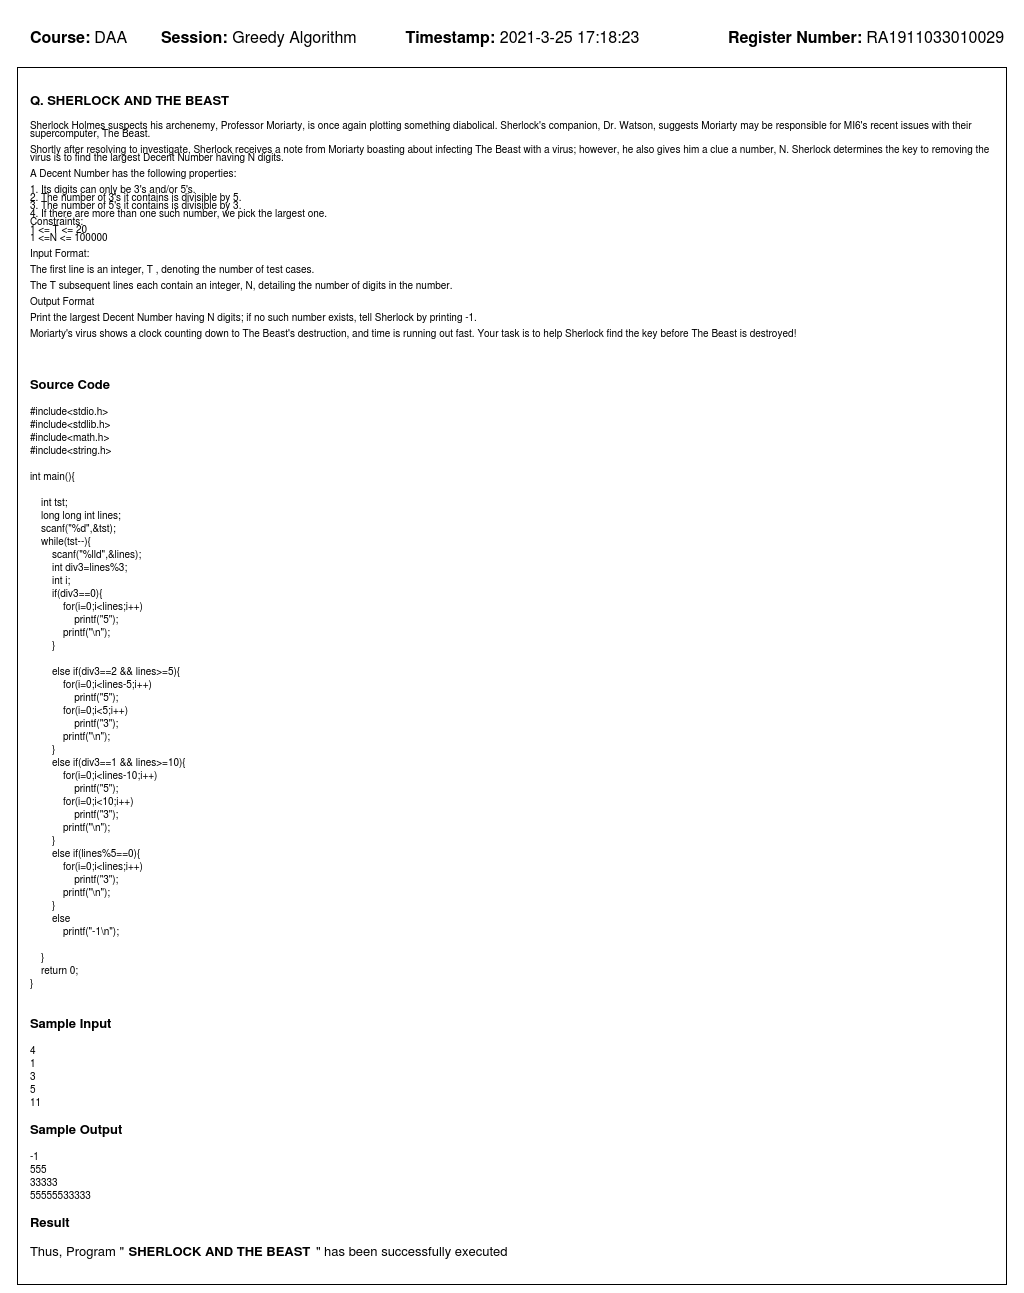 Course: DAA Session: Greedy Algorithm Timestamp: 2021-3-25 17:18:23 Register Number: RA1911033010029
Q. SHERLOCK AND THE BEAST
Sherlock Holmes suspects his archenemy, Professor Moriarty, is once again plotting something diabolical. Sherlock's companion, Dr. Watson, suggests Moriarty may be responsible for MI6's recent issues with their
supercomputer, The Beast.
Shortly after resolving to investigate, Sherlock receives a note from Moriarty boasting about infecting The Beast with a virus; however, he also gives him a clue a number, N. Sherlock determines the key to removing the
virus is to find the largest Decent Number having N digits.
A Decent Number has the following properties:
1. Its digits can only be 3's and/or 5's.
2. The number of 3's it contains is divisible by 5.
3. The number of 5's it contains is divisible by 3.
4. If there are more than one such number, we pick the largest one.
Constraints:
1 <= T <= 20
1 <=N <= 100000
Input Format:
The first line is an integer, T , denoting the number of test cases.
The T subsequent lines each contain an integer, N, detailing the number of digits in the number.
Output Format
Print the largest Decent Number having N digits; if no such number exists, tell Sherlock by printing -1.
Moriarty's virus shows a clock counting down to The Beast's destruction, and time is running out fast. Your task is to help Sherlock find the key before The Beast is destroyed!
Source Code
#include<stdio.h>
#include<stdlib.h>
#include<math.h>
#include<string.h>
int main(){
int tst;
long long int lines;
scanf("%d",&tst);
while(tst--){
scanf("%lld",&lines);
int div3=lines%3;
int i;
if(div3==0){
for(i=0;i<lines;i++)
printf("5");
printf("\n");
}
else if(div3==2 && lines>=5){
for(i=0;i<lines-5;i++)
printf("5");
for(i=0;i<5;i++)
printf("3");
printf("\n");
}
else if(div3==1 && lines>=10){
for(i=0;i<lines-10;i++)
printf("5");
for(i=0;i<10;i++)
printf("3");
printf("\n");
}
else if(lines%5==0){
for(i=0;i<lines;i++)
printf("3");
printf("\n");
}
else
printf("-1\n");
}
return 0;
}
Sample Input
4
1
3
5
11
Sample Output
-1
555
33333
55555533333
Result
Thus, Program " SHERLOCK AND THE BEAST " has been successfully executed